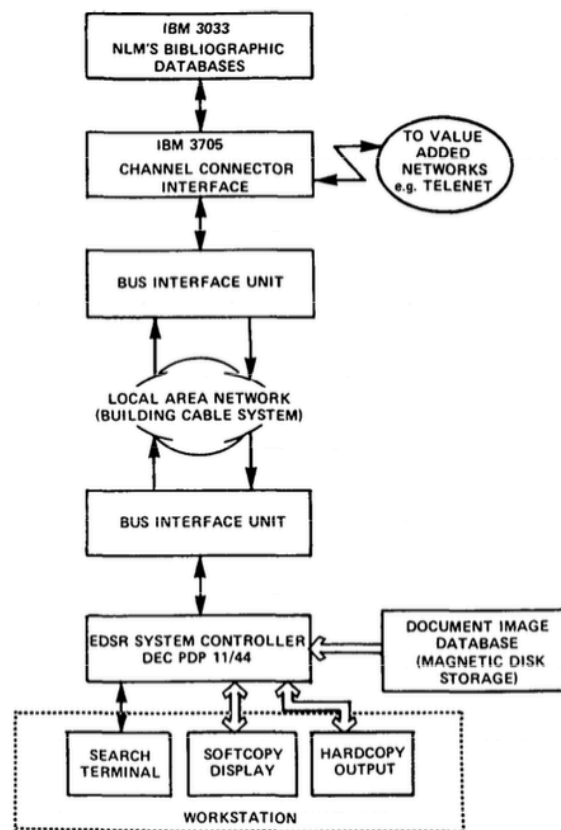 IBM 3033
NLM'S BIBLIOGRAPHIC
DATABASES
IBM 3705
CHANNEL CONNECTOR
INTERFACE
TO VALUE
ADDED
NETWORKS
e.g. TELENET
BUS INTERFACE UNIT
LOCAL AREA NETWORK
(BUILDING CABLE SYSTEM)
BUS INTERFACE UNIT
EDSR SYSTEM CONTROLLER
DEC PDP 11/44
DOCUMENT IMAGE
DATABASE
(MAGNETIC DISK
STORAGE)
SEARCH
TERMINAL
SOFTCOPY
DISPLAY
HARDCOPY
OUTPUT
WORKSTATION